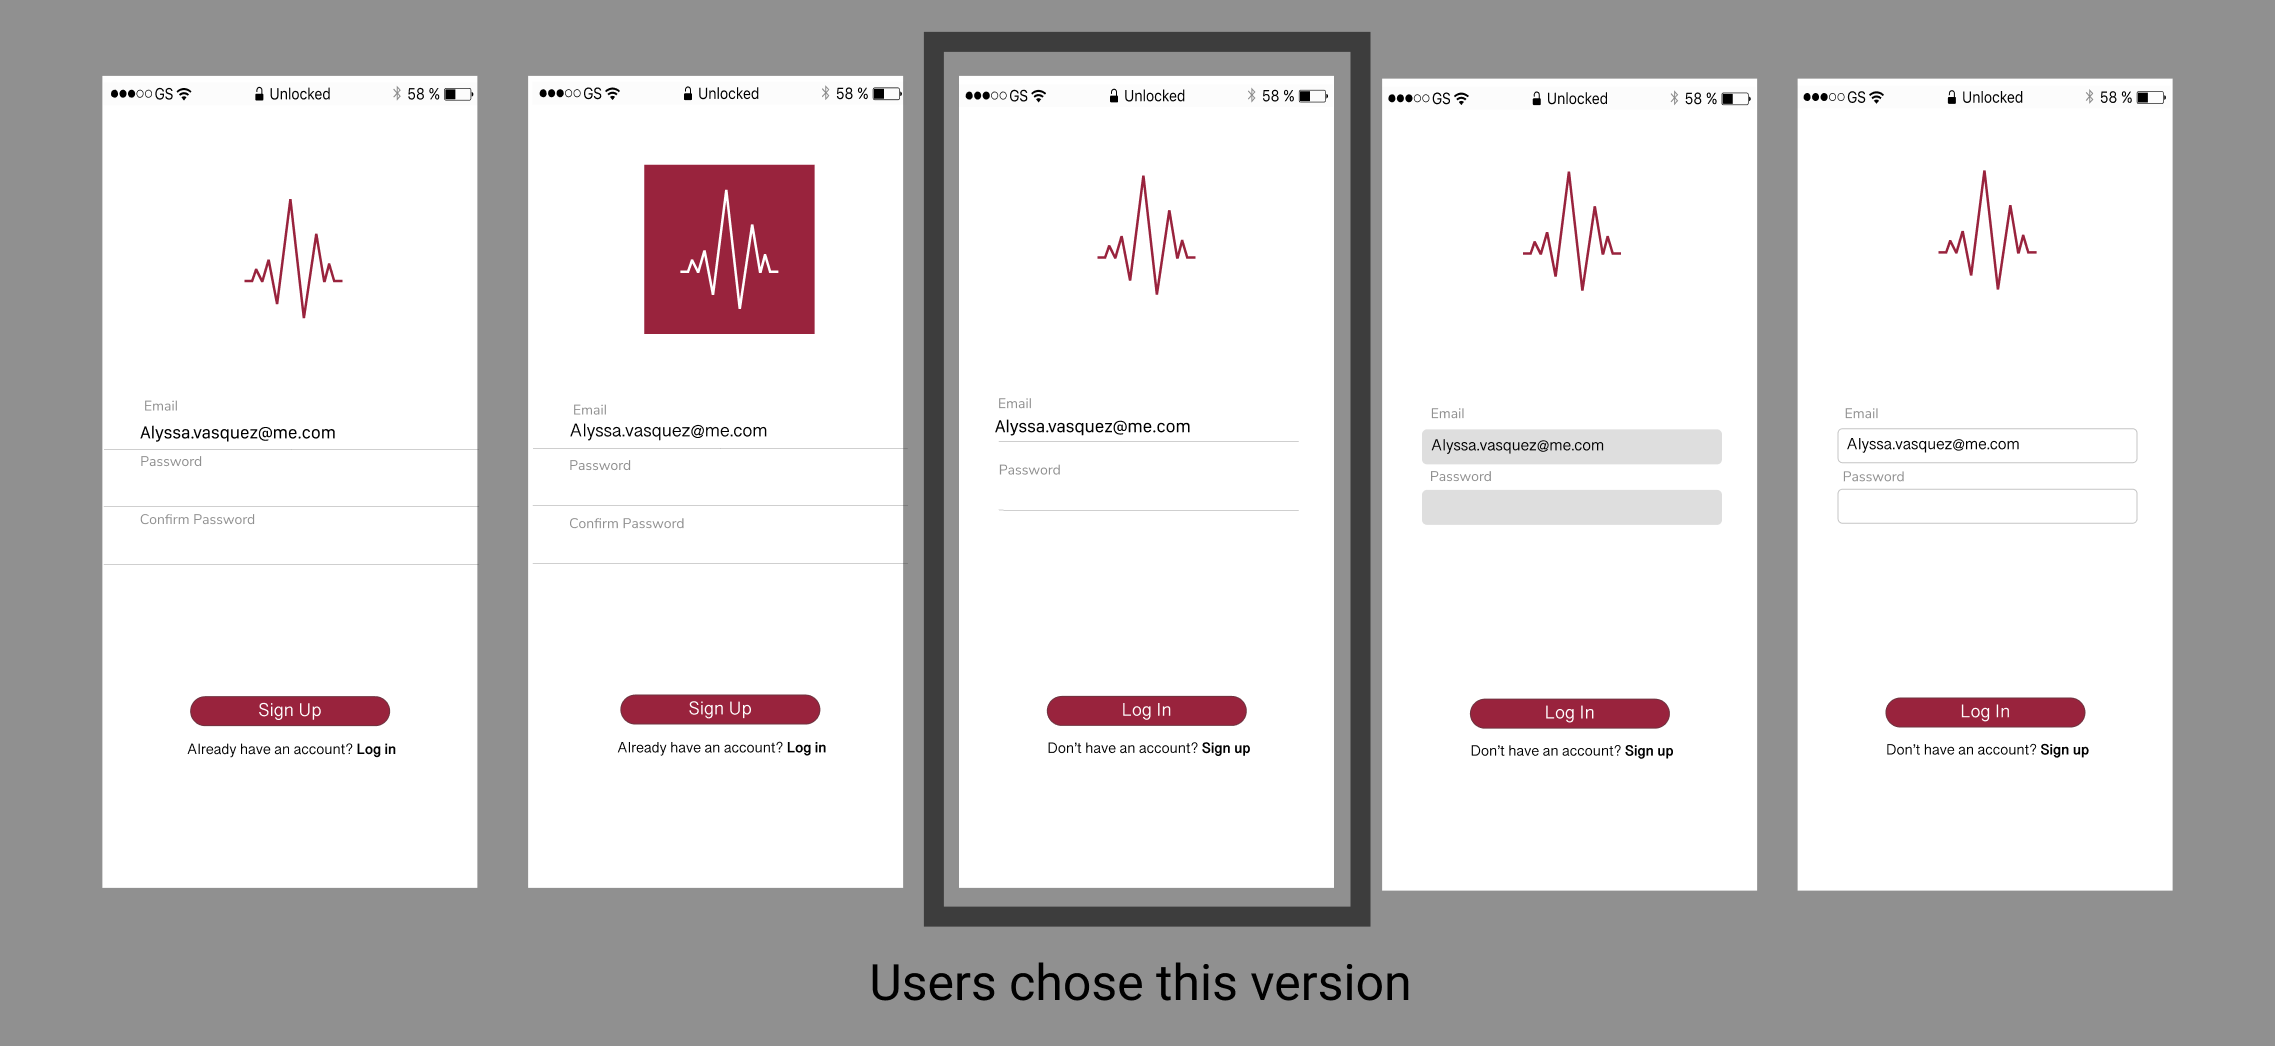 GS Unlocked 58 %
Email
Alyssa.vasquez@me.com
Password
Confirm Password
Sign Up
Already have an account? Log in
GS Unlocked 58 %
Email
Alyssa.vasquez@me.com
Password
Confirm Password
Sign Up
Already have an account? Log in
GS Unlocked 58 %
Email
Alyssa.vasquez@me.com
Password
Log In
Don't have an account? Sign up
GS Unlocked 58 %
Email
Alyssa.vasquez@me.com
Password
Log In
Don't have an account? Sign up
GS Unlocked 58 %
Email
Alyssa.vasquez@me.com
Password
Log In
Don't have an account? Sign up
Users chose this version